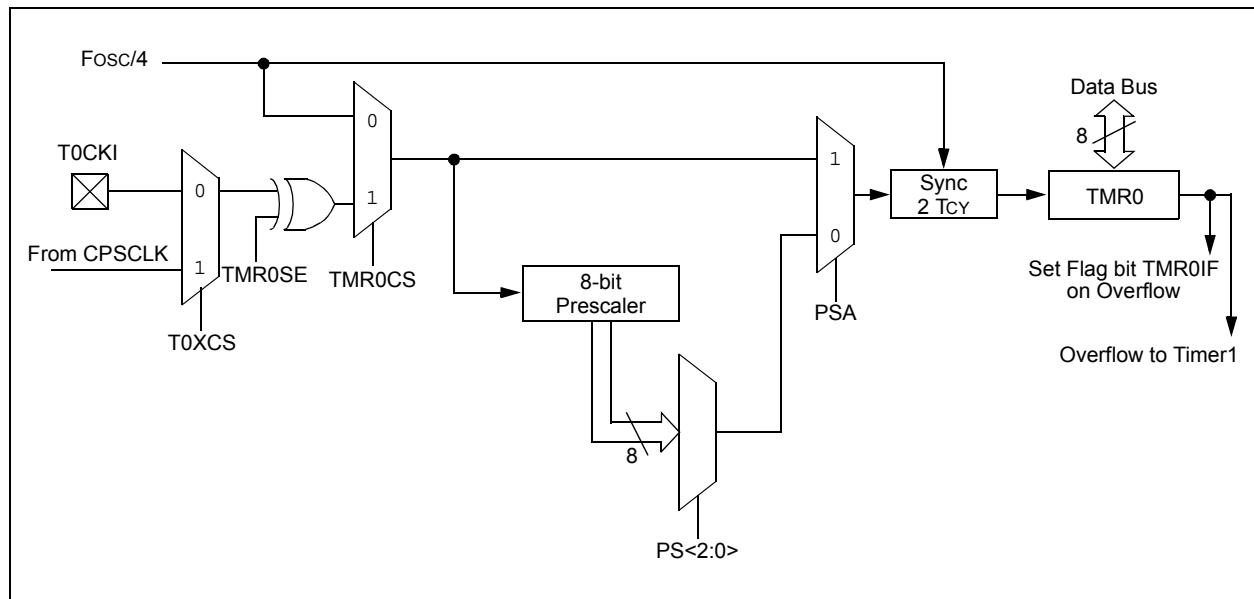 FOSC/4
Data Bus
8
0
T0CKI
1
0
1
Sync
2 TCY
TMR0
0
From CPSCLK
1
TMR0SE
TMR0CS
8-bit
Prescaler
PSA
Set Flag bit TMR0IF
on Overflow
T0XCS
Overflow to Timer1
8
PS<2:0>